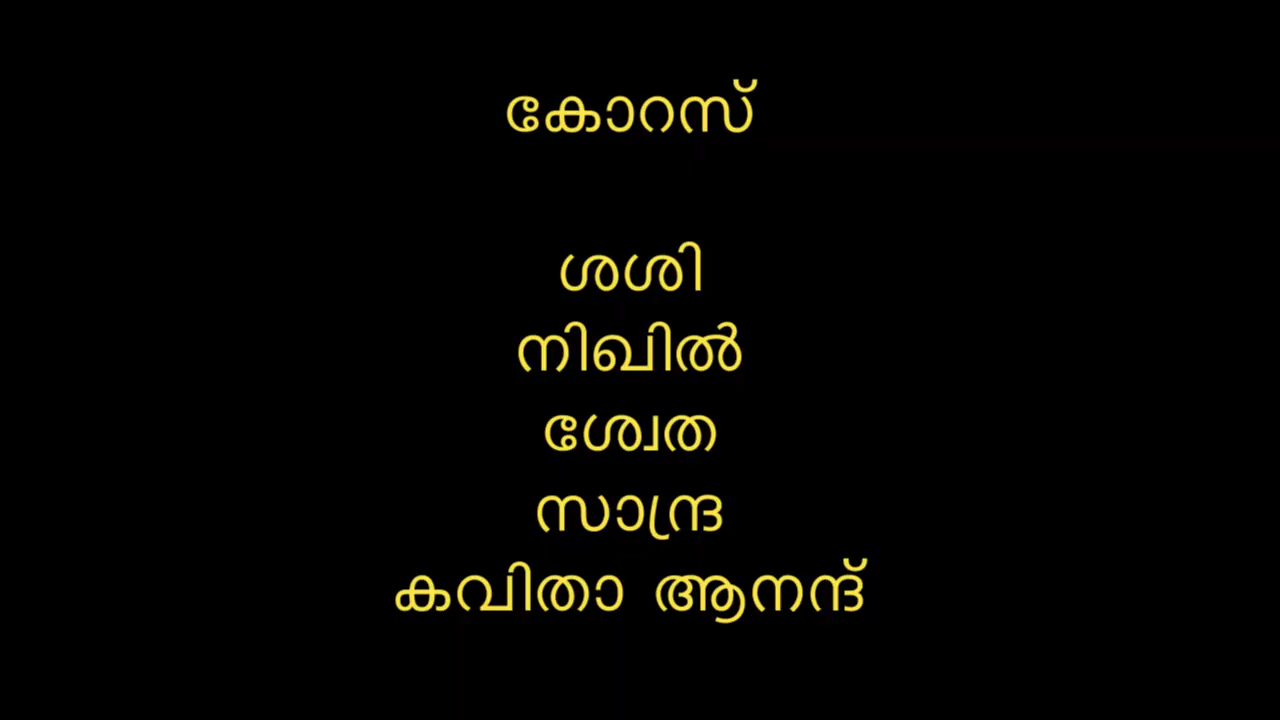 കോറസ്
ശശി
നിഖിൽ
ശ്വേത
സാന്ദ്ര
കവിതാ ആനന്ദ്